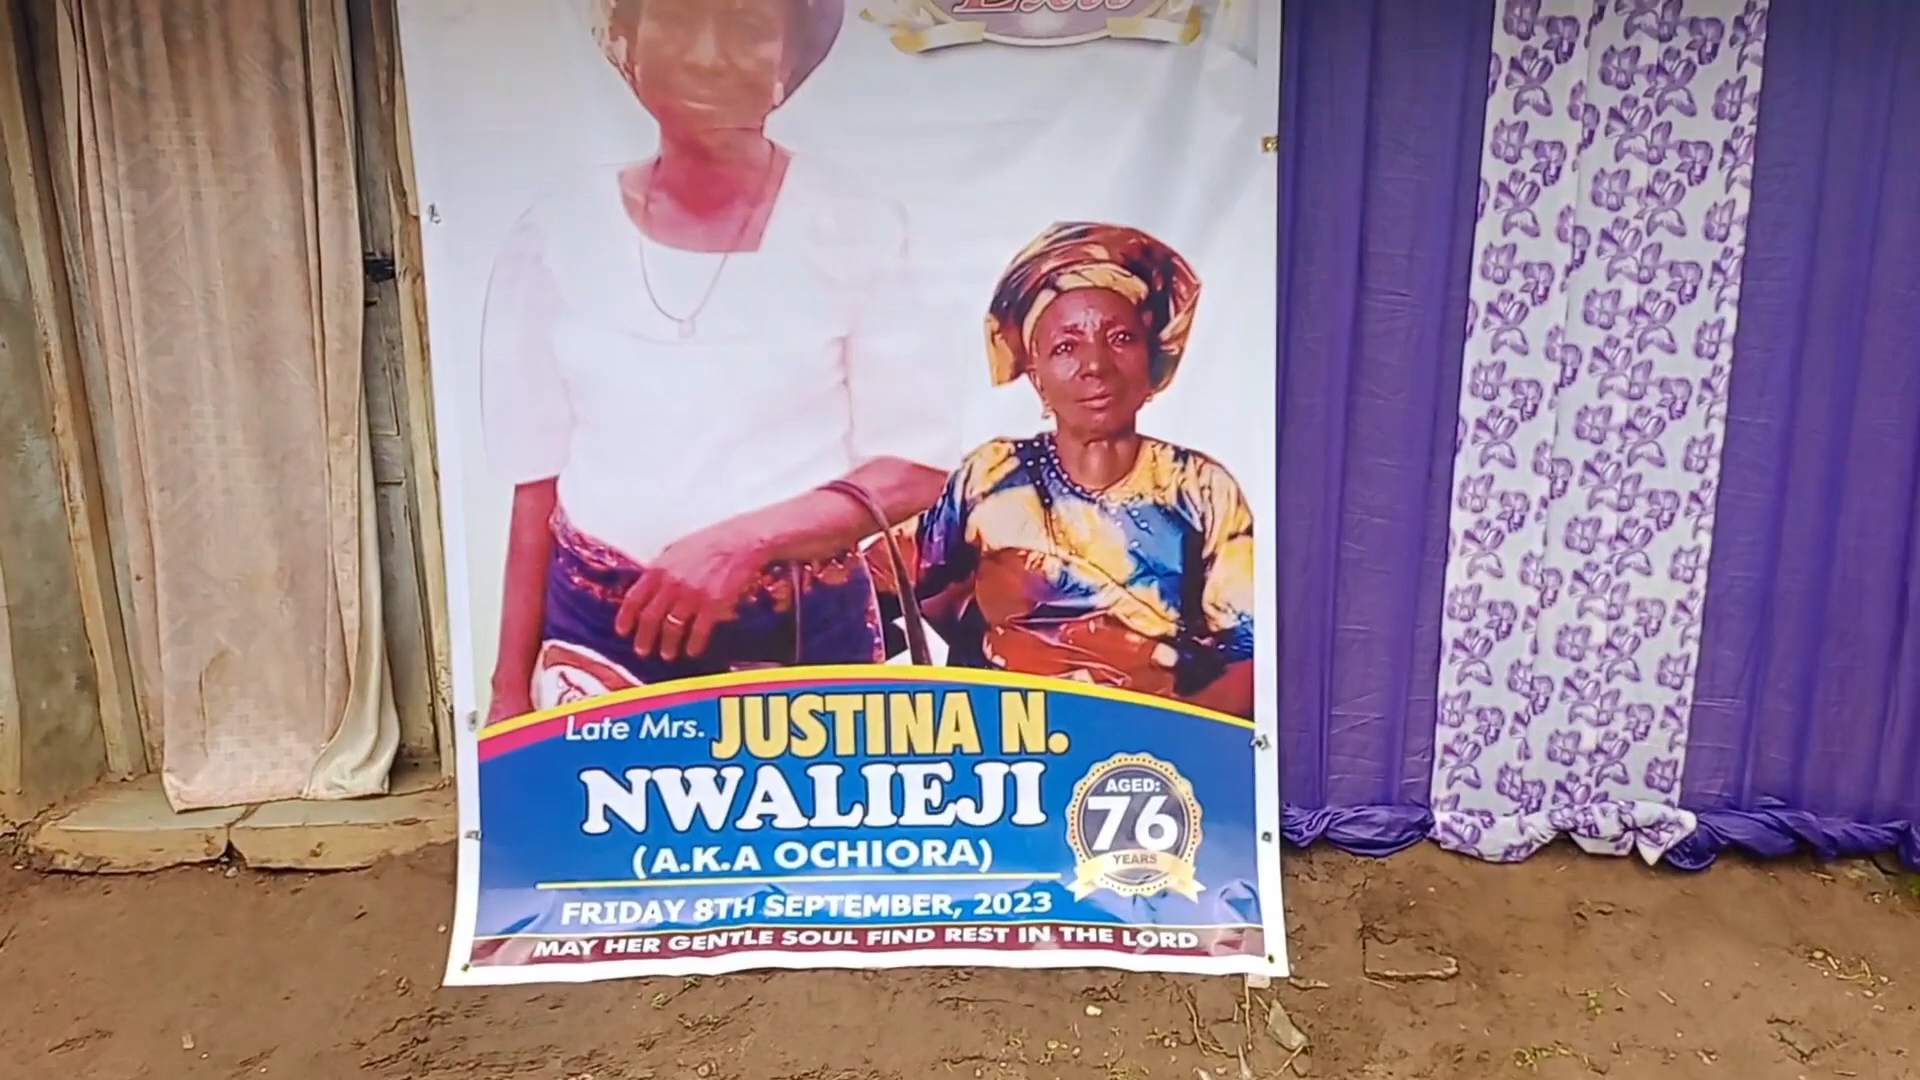 Late Mrs. JUSTINA N.
NWALIEJI
(A.K.A OCHIORA)
AGED:
76
YEARS
FRIDAY 8TH SEPTEMBER, 2023
MAY HER GENTLE SOUL FIND REST IN THE LORD